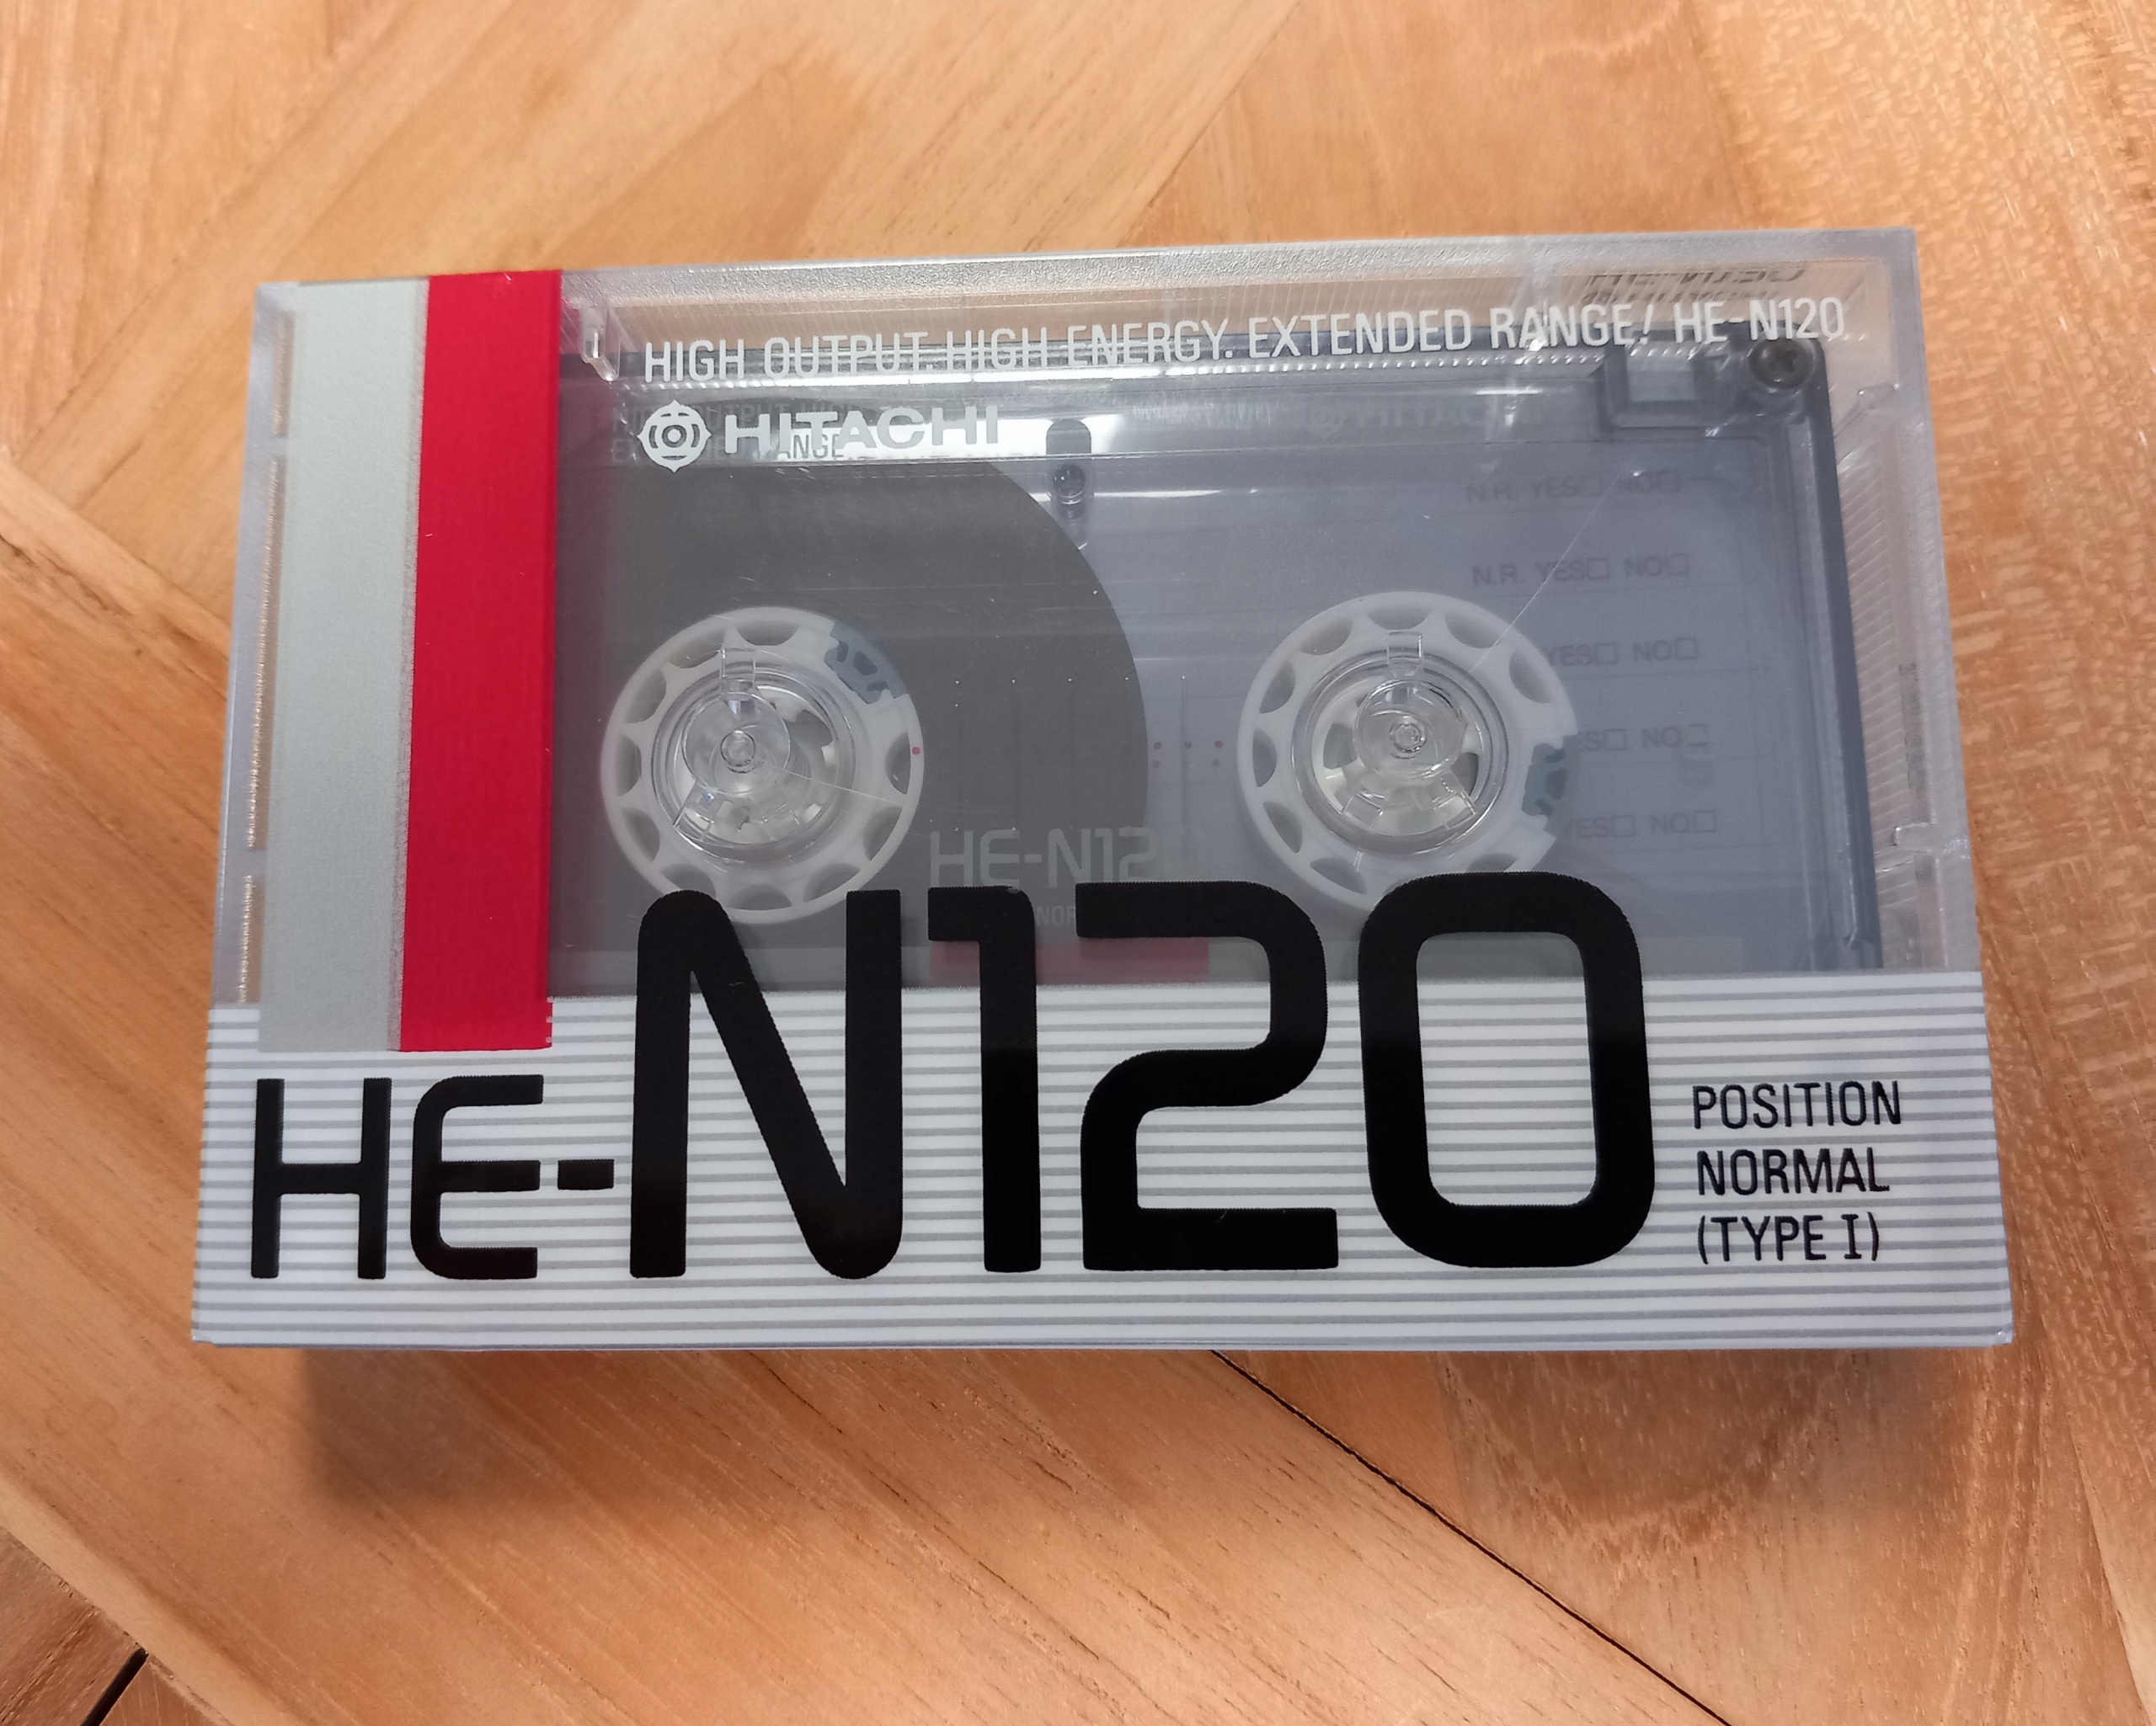 HIGH OUTPUT. HIGH ENERGY. EXTENDED RANGE! HE-N120
HITACHI
N.R. YES□ NO□
N.R. YES□ NO□
YES□ NO□
NO□
YES□ NO□
HE-N120
HE-N120
POSITION
NORMAL
(TYPE I)